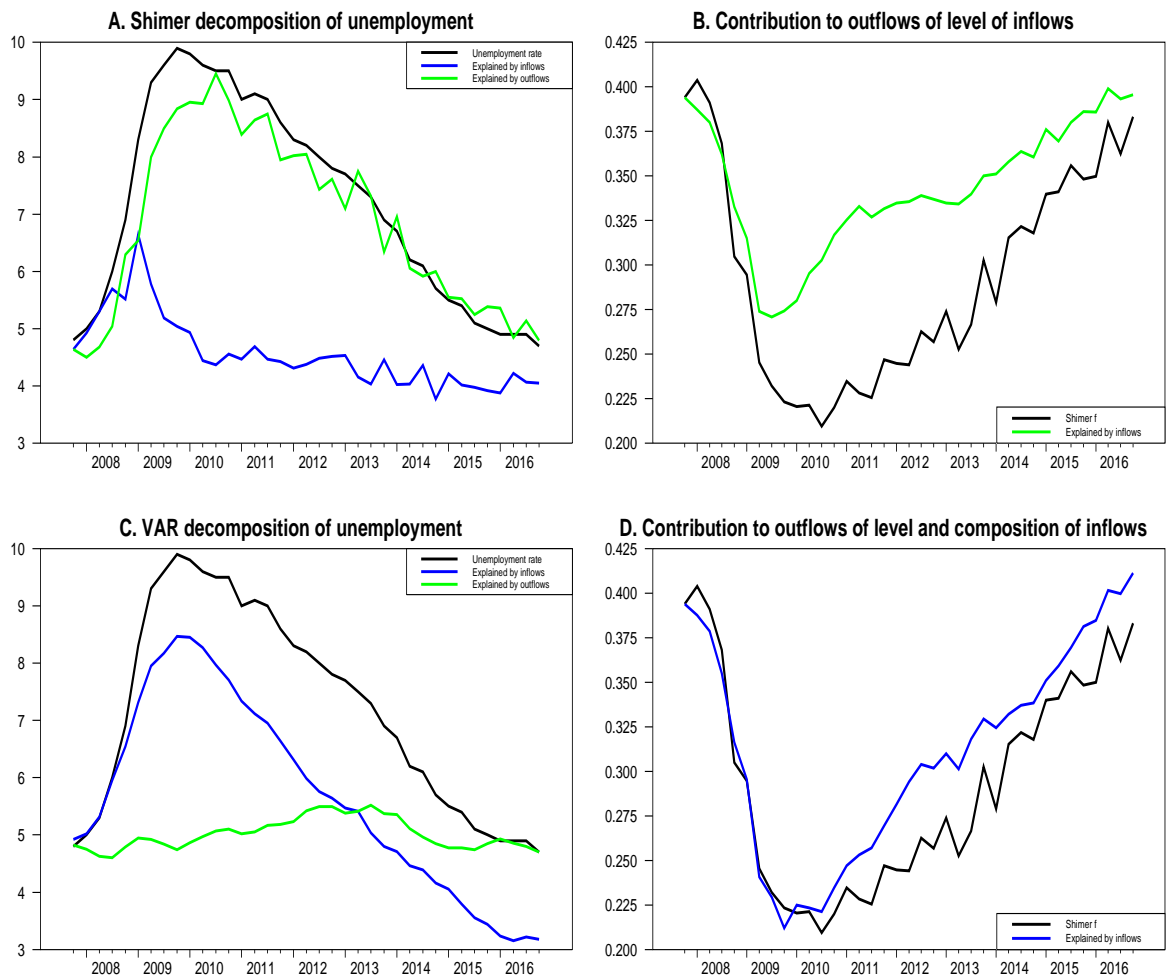 A. Shimer decomposition of unemployment
10
9
8
7
6
5
4
3
Unemployment rate
Explained by inflows
Explained by outflows
2008 2009 2010 2011 2012 2013 2014 2015 2016
B. Contribution to outflows of level of inflows
0.425
0.400
0.375
0.350
0.325
0.300
0.275
0.250
0.225
0.200
Shimer f
Explained by inflows
2008 2009 2010 2011 2012 2013 2014 2015 2016
C. VAR decomposition of unemployment
10
9
8
7
6
5
4
3
Unemployment rate
Explained by inflows
Explained by outflows
2008 2009 2010 2011 2012 2013 2014 2015 2016
D. Contribution to outflows of level and composition of inflows
0.425
0.400
0.375
0.350
0.325
0.300
0.275
0.250
0.225
0.200
Shimer f
Explained by inflows
2008 2009 2010 2011 2012 2013 2014 2015 2016